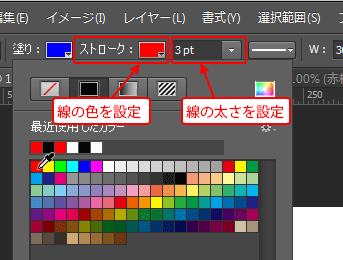 イメージ(I) レイヤー(L) 書式(Y) 選択範囲(S)
塗り: ストローク: 3 pt W: 3
線の色を設定 線の太さを設定
.00% (赤
250
最近使用したカラー